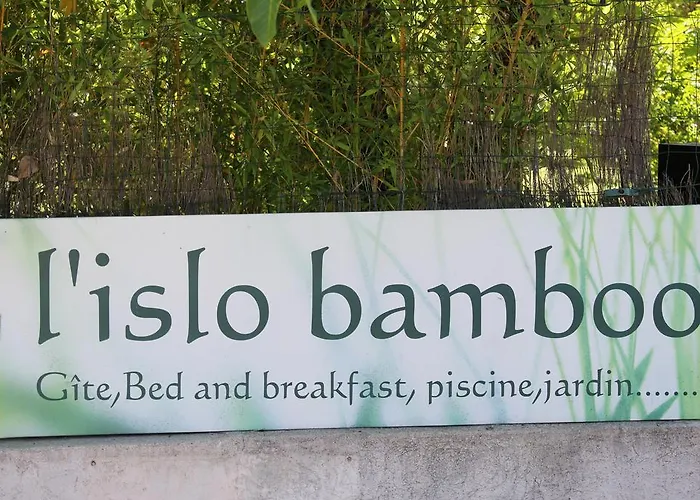 l'islo bamboo
Gîte,Bed and breakfast, piscine,jardin.......